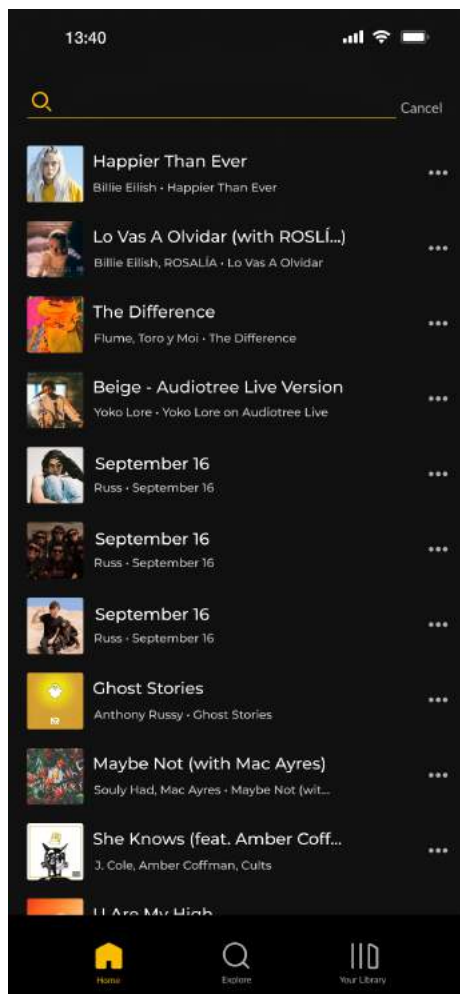 13:40
Cancel
Happier Than Ever
Billie Eilish • Happier Than Ever
Lo Vas A Olvidar (with ROSLÍ...)
Billie Eilish, ROSALÍA • Lo Vas A Olvidar
The Difference
Flume, Toro y Moi • The Difference
Beige - Audiotree Live Version
Yoko Lore • Yoko Lore on Audiotree Live
September 16
Russ • September 16
September 16
Russ • September 16
September 16
Russ • September 16
Ghost Stories
Anthony Russy • Ghost Stories
Maybe Not (with Mac Ayres)
Souly Had, Mac Ayres • Maybe Not (wit...
She Knows (feat. Amber Coff...
J. Cole, Amber Coffman, Cults
U Are My High
Home
Explore
Your Library